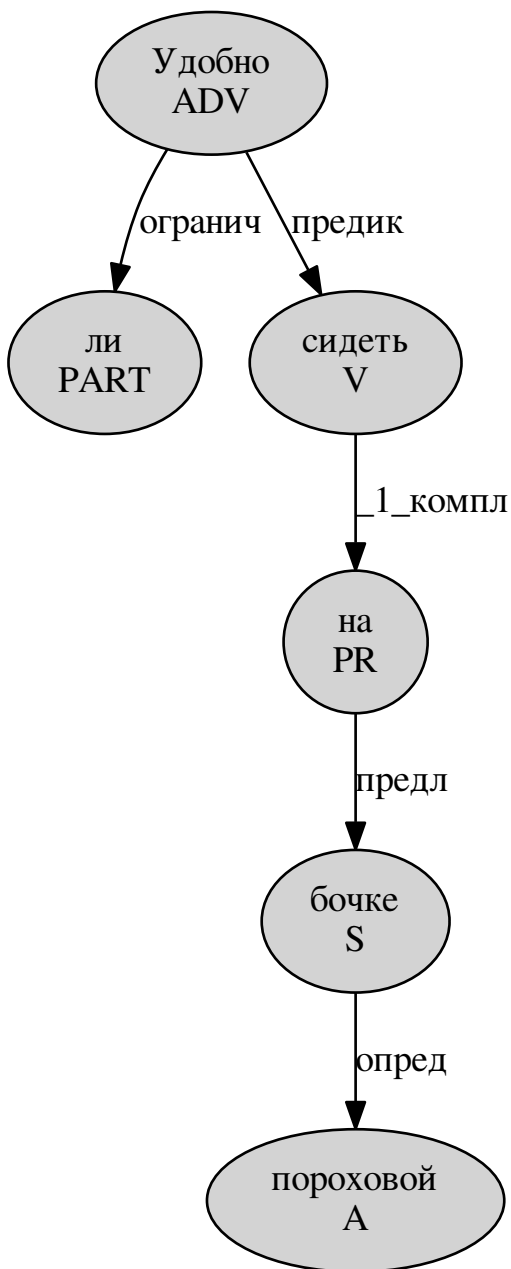 Удобно
ADV
огранич
предик
ли
PART
сидеть
V
_1_компл
на
PR
предл
бочке
S
опред
пороховой
A